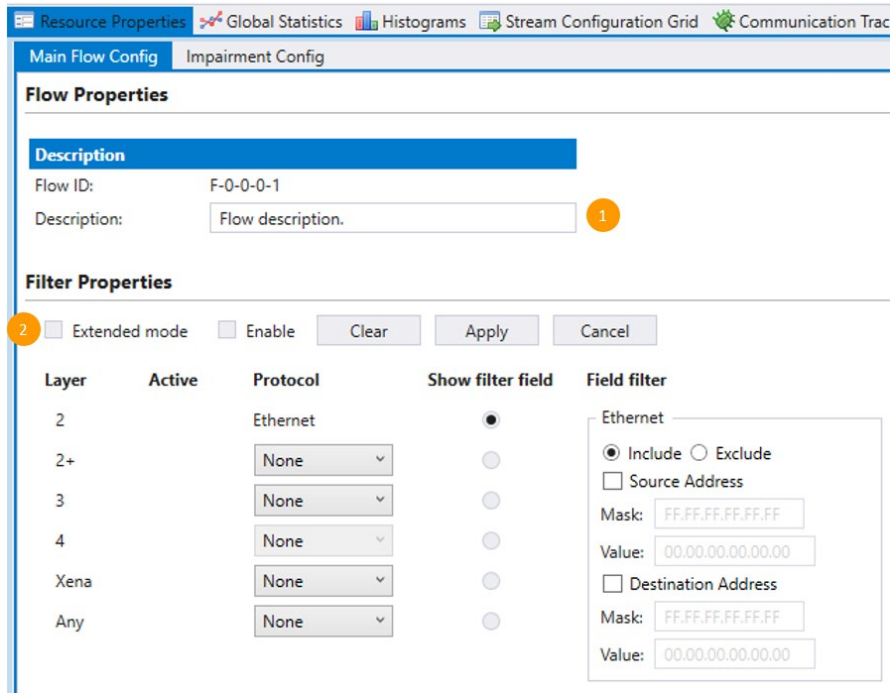 Resource Properties Global Statistics Histograms Stream Configuration Grid Communication Trac
Main Flow Config Impairment Config
Flow Properties
Description
Flow ID: F-0-0-0-1
Description: Flow description. 1
Filter Properties
2 Extended mode Enable Clear Apply Cancel
Layer Active Protocol Show filter field Field filter
2 Ethernet Ethernet
2+ None Include Exclude
Source Address
3 None Mask: FF.FF.FF.FF.FF.FF
4 None Value: 00.00.00.00.00.00
Xena None Destination Address
Any None Mask: FF.FF.FF.FF.FF.FF
Value: 00.00.00.00.00.00